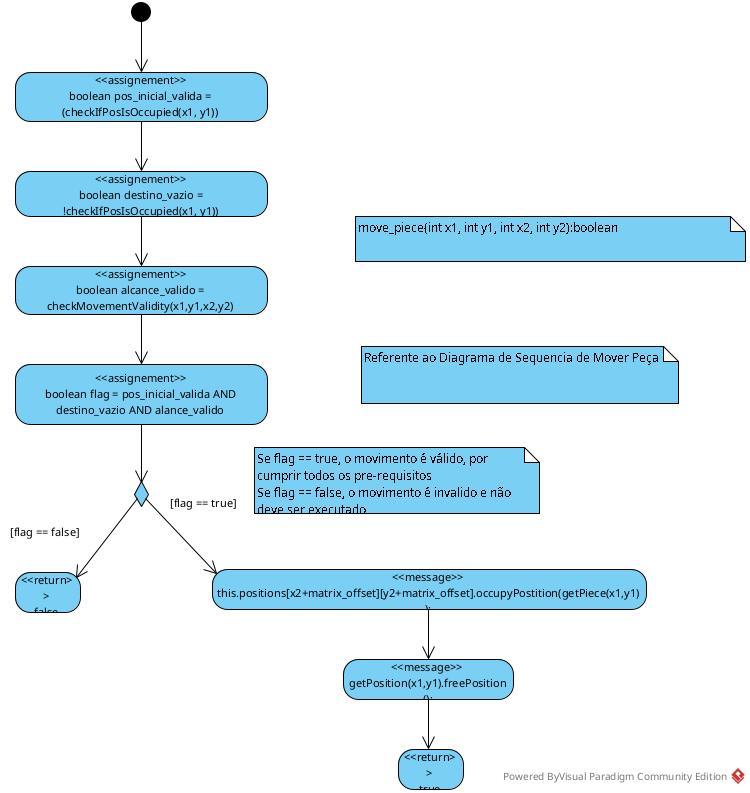 <<assignement>>
boolean pos_inicial_valida =
(checkIfPosIsOccupied(x1, y1))
<<assignement>>
boolean destino_vazio =
!checkIfPosIsOccupied(x1, y1))
move_piece(int x1, int y1, int x2, int y2):boolean
<<assignement>>
boolean alcance_valido =
checkMovementValidity(x1,y1,x2,y2)
Referente ao Diagrama de Sequencia de Mover Peça
<<assignement>>
boolean flag = pos_inicial_valida AND
destino_vazio AND alance_valido
Se flag == true, o movimento é válido, por
cumprir todos os pre-requisitos
Se flag == false, o movimento é invalido e não
deve ser executado
[flag == true]
[flag == false]
<<return>
>
false
<<message>>
this.positions[x2+matrix_offset][y2+matrix_offset].occupyPostition(getPiece(x1,y1)
);
<<message>>
getPosition(x1,y1).freePosition
();
<<return>
>
true
Powered ByVisual Paradigm Community Edition